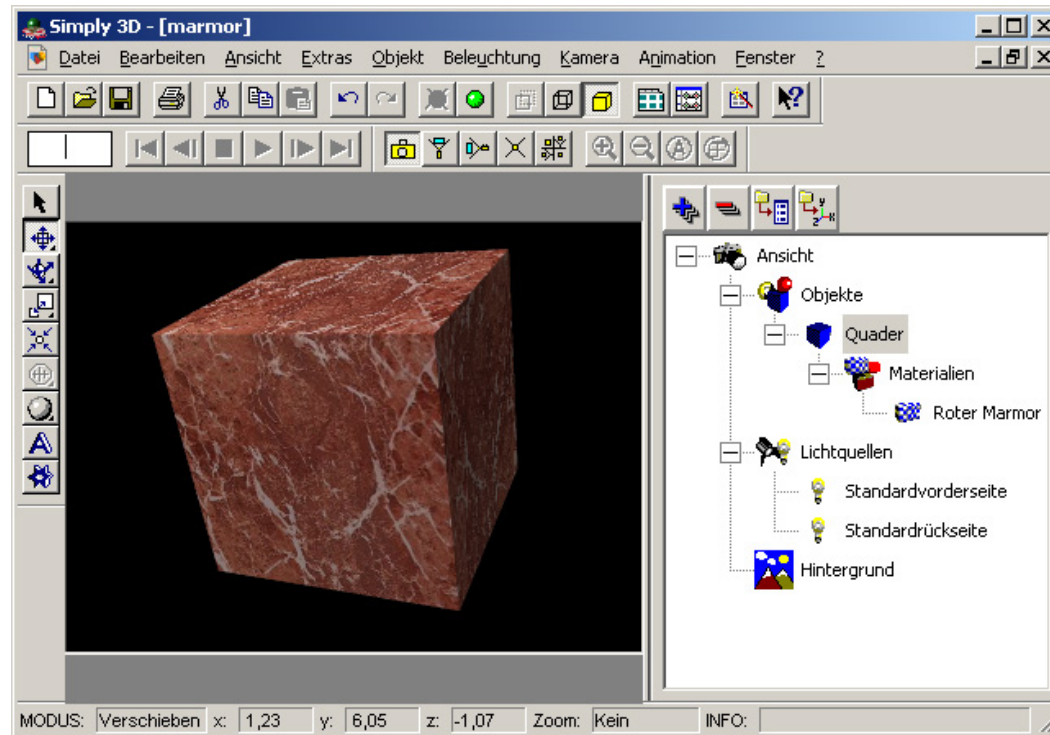 Simply 3D - [marmor]
Datei Bearbeiten Ansicht Extras Objekt Beleuchtung Kamera Animation Fenster ?
Ansicht
Objekte
Quader
Materialien
Roter Marmor
Lichtquellen
Standardvorderseite
Standardrückseite
Hintergrund
MODUS: Verschieben x: 1,23 y: 6,05 z: -1,07 Zoom: Kein INFO: